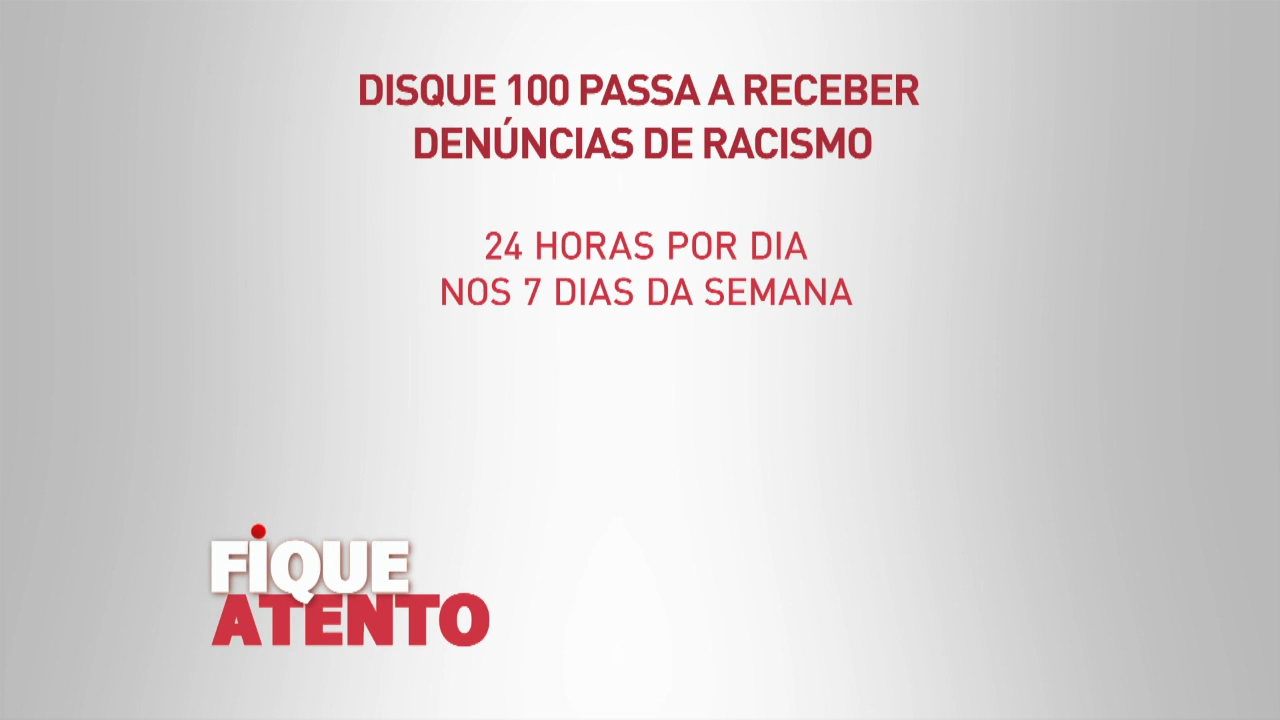 DISQUE 100 PASSA A RECEBER
DENÚNCIAS DE RACISMO
24 HORAS POR DIA
NOS 7 DIAS DA SEMANA
FIQUE
ATENTO